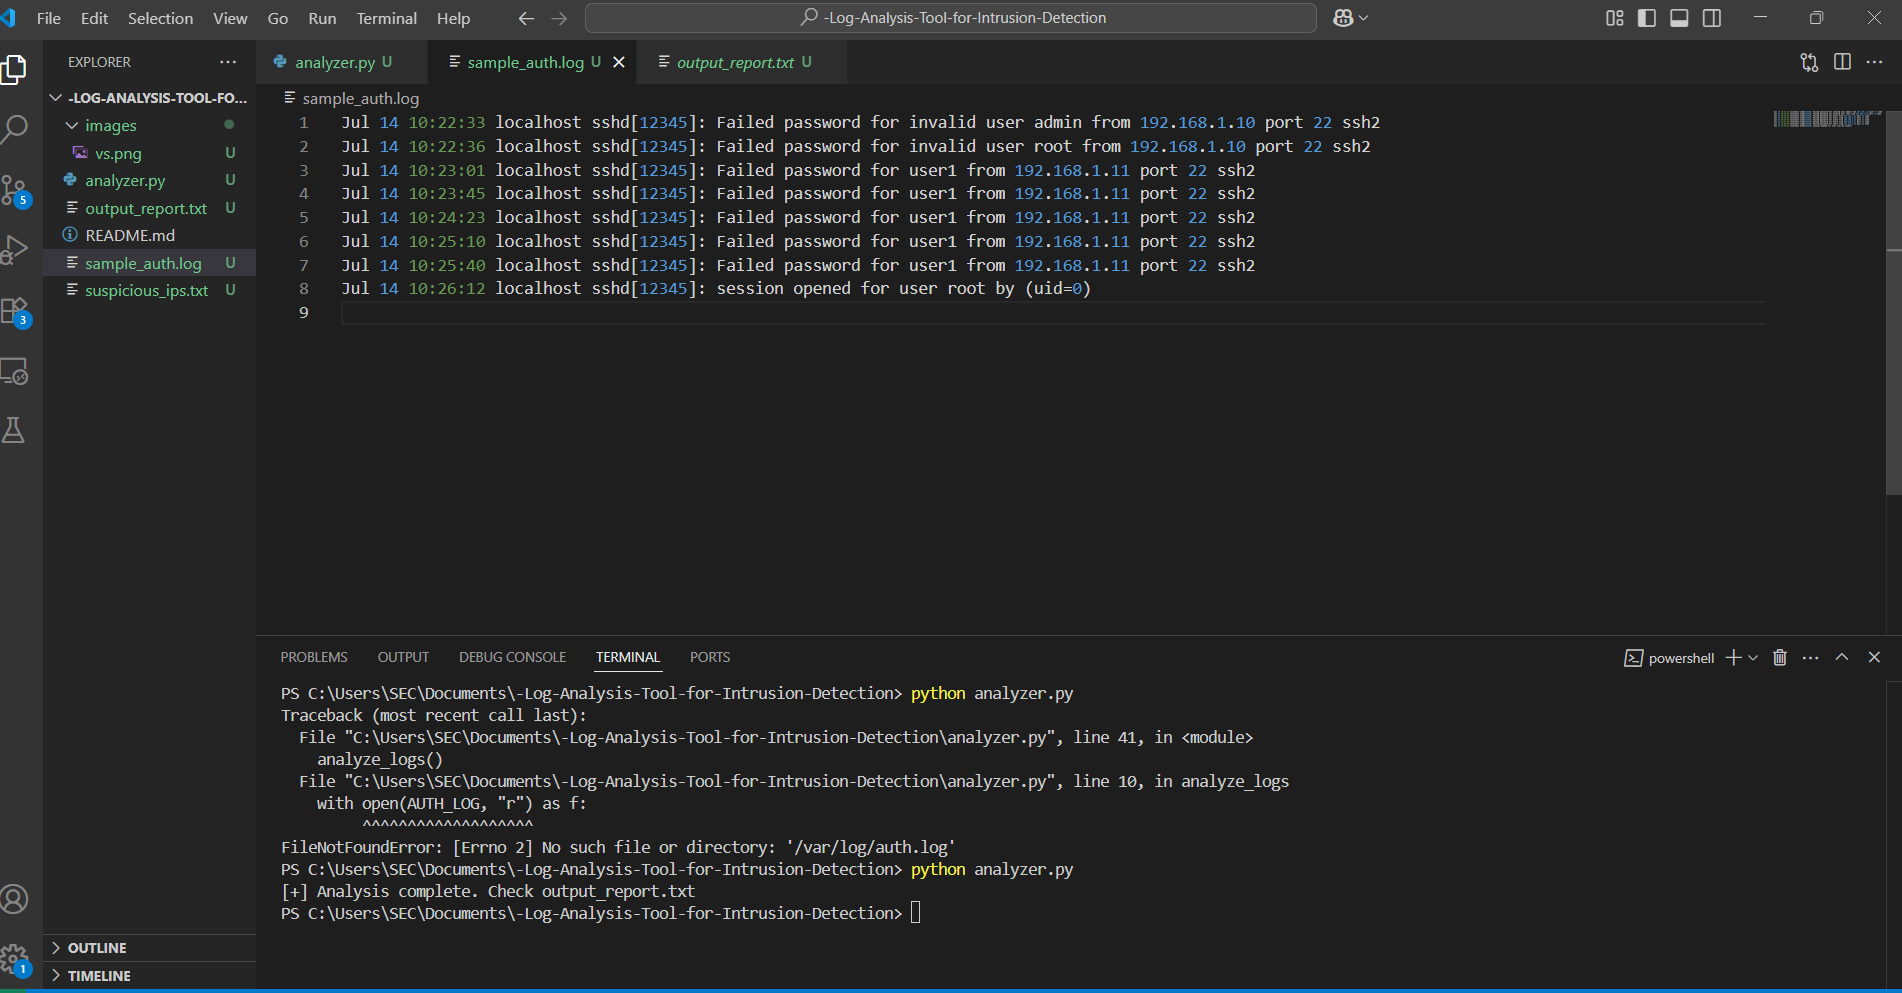 File Edit Selection View Go Run Terminal Help
-Log-Analysis-Tool-for-Intrusion-Detection
EXPLORER
-LOG-ANALYSIS-TOOL-FO...
images
vs.png U
analyzer.py U
output_report.txt U
README.md
sample_auth.log U
suspicious_ips.txt U
5
3
1
OUTLINE
TIMELINE
analyzer.py U
sample_auth.log U
output_report.txt U
sample_auth.log
1 Jul 14 10:22:33 localhost sshd[12345]: Failed password for invalid user admin from 192.168.1.10 port 22 ssh2
2 Jul 14 10:22:36 localhost sshd[12345]: Failed password for invalid user root from 192.168.1.10 port 22 ssh2
3 Jul 14 10:23:01 localhost sshd[12345]: Failed password for user1 from 192.168.1.11 port 22 ssh2
4 Jul 14 10:23:45 localhost sshd[12345]: Failed password for user1 from 192.168.1.11 port 22 ssh2
5 Jul 14 10:24:23 localhost sshd[12345]: Failed password for user1 from 192.168.1.11 port 22 ssh2
6 Jul 14 10:25:10 localhost sshd[12345]: Failed password for user1 from 192.168.1.11 port 22 ssh2
7 Jul 14 10:25:40 localhost sshd[12345]: Failed password for user1 from 192.168.1.11 port 22 ssh2
8 Jul 14 10:26:12 localhost sshd[12345]: session opened for user root by (uid=0)
9
PROBLEMS OUTPUT DEBUG CONSOLE TERMINAL PORTS
powershell
PS C:\Users\SEC\Documents\-Log-Analysis-Tool-for-Intrusion-Detection> python analyzer.py
Traceback (most recent call last):
  File "C:\Users\SEC\Documents\-Log-Analysis-Tool-for-Intrusion-Detection\analyzer.py", line 41, in <module>
    analyze_logs()
  File "C:\Users\SEC\Documents\-Log-Analysis-Tool-for-Intrusion-Detection\analyzer.py", line 10, in analyze_logs
    with open(AUTH_LOG, "r") as f:
         ^^^^^^^^^^^^^^^^^^^
FileNotFoundError: [Errno 2] No such file or directory: '/var/log/auth.log'
PS C:\Users\SEC\Documents\-Log-Analysis-Tool-for-Intrusion-Detection> python analyzer.py
[+] Analysis complete. Check output_report.txt
PS C:\Users\SEC\Documents\-Log-Analysis-Tool-for-Intrusion-Detection>